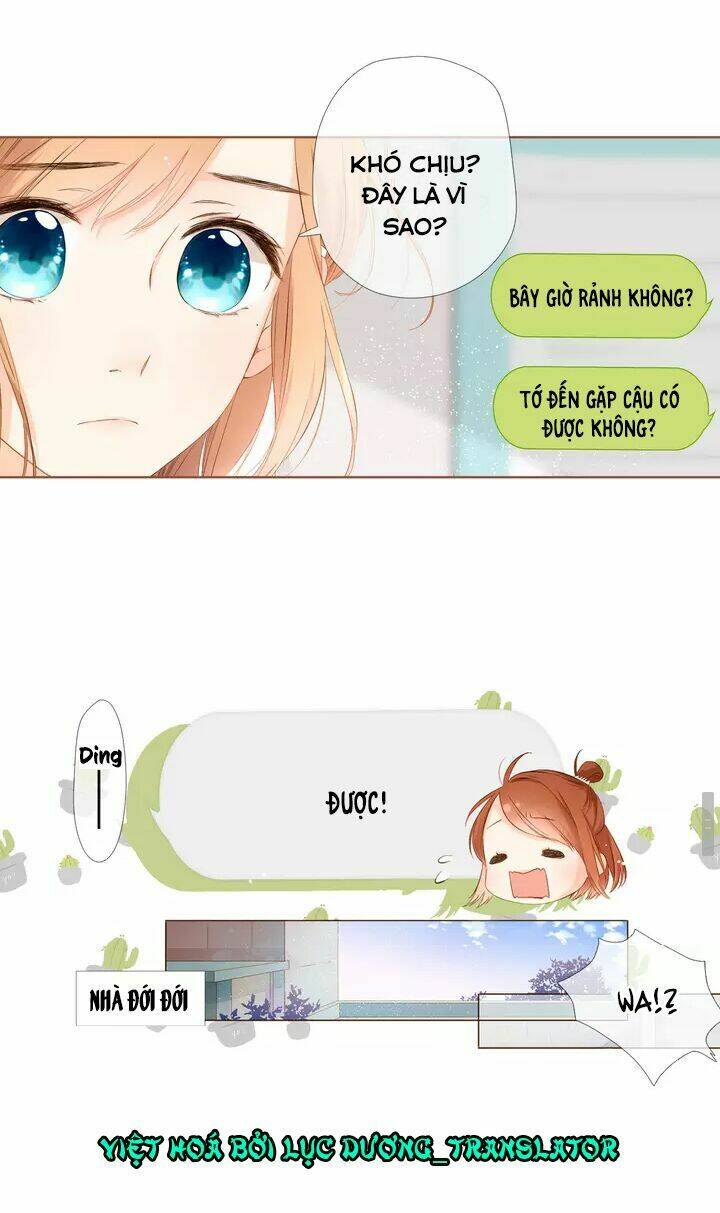 KHÓ CHỊU?
ĐÂY LÀ VÌ
SAO?
BÂY GIỜ RẢNH KHÔNG?
TỚ ĐẾN GẶP CẬU CÓ
ĐƯỢC KHÔNG?
Ding
ĐƯỢC!
NHÀ ĐỚI ĐỚI
WA!?
VIỆT HOÁ BỞI LỤC DƯƠNG_TRANSLATOR